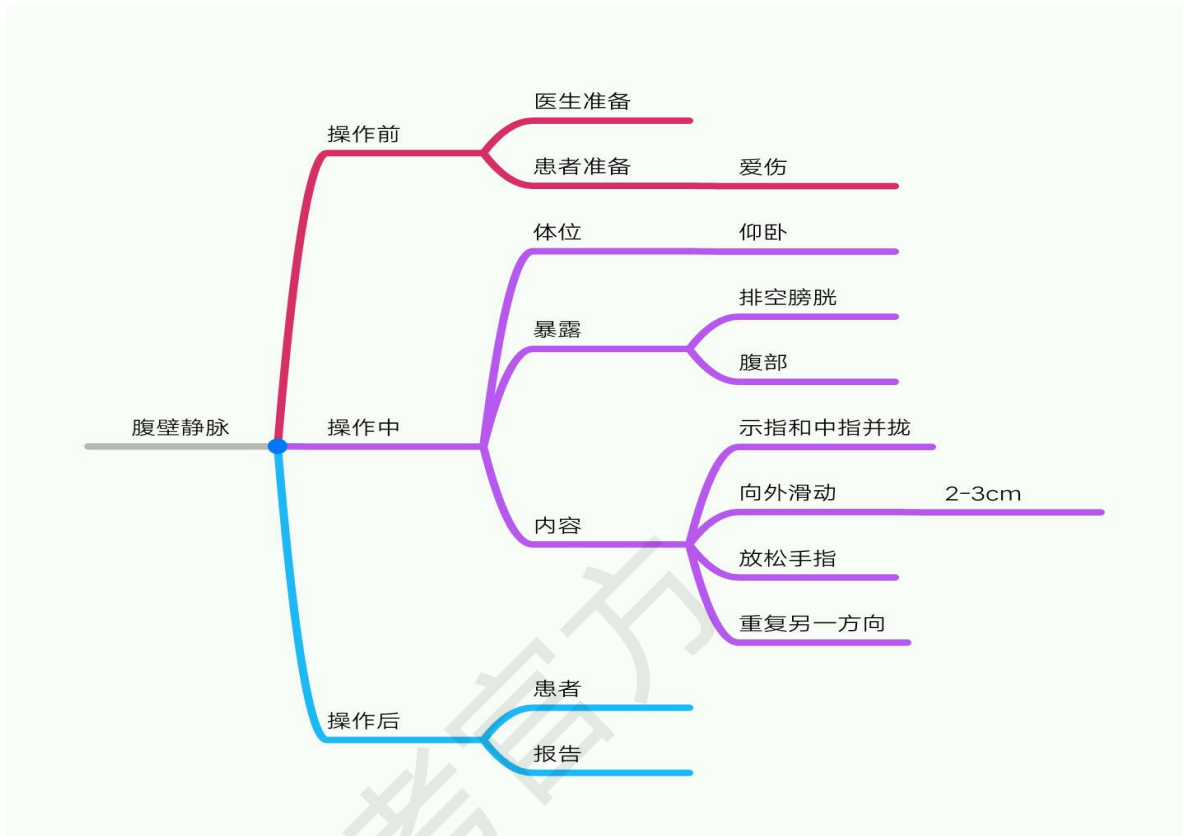 医生准备
操作前
患者准备
爱伤
体位
仰卧
排空膀胱
暴露
腹部
腹壁静脉
操作中
示指和中指并拢
向外滑动
2-3cm
内容
放松手指
重复另一方向
患者
操作后
报告
考官方